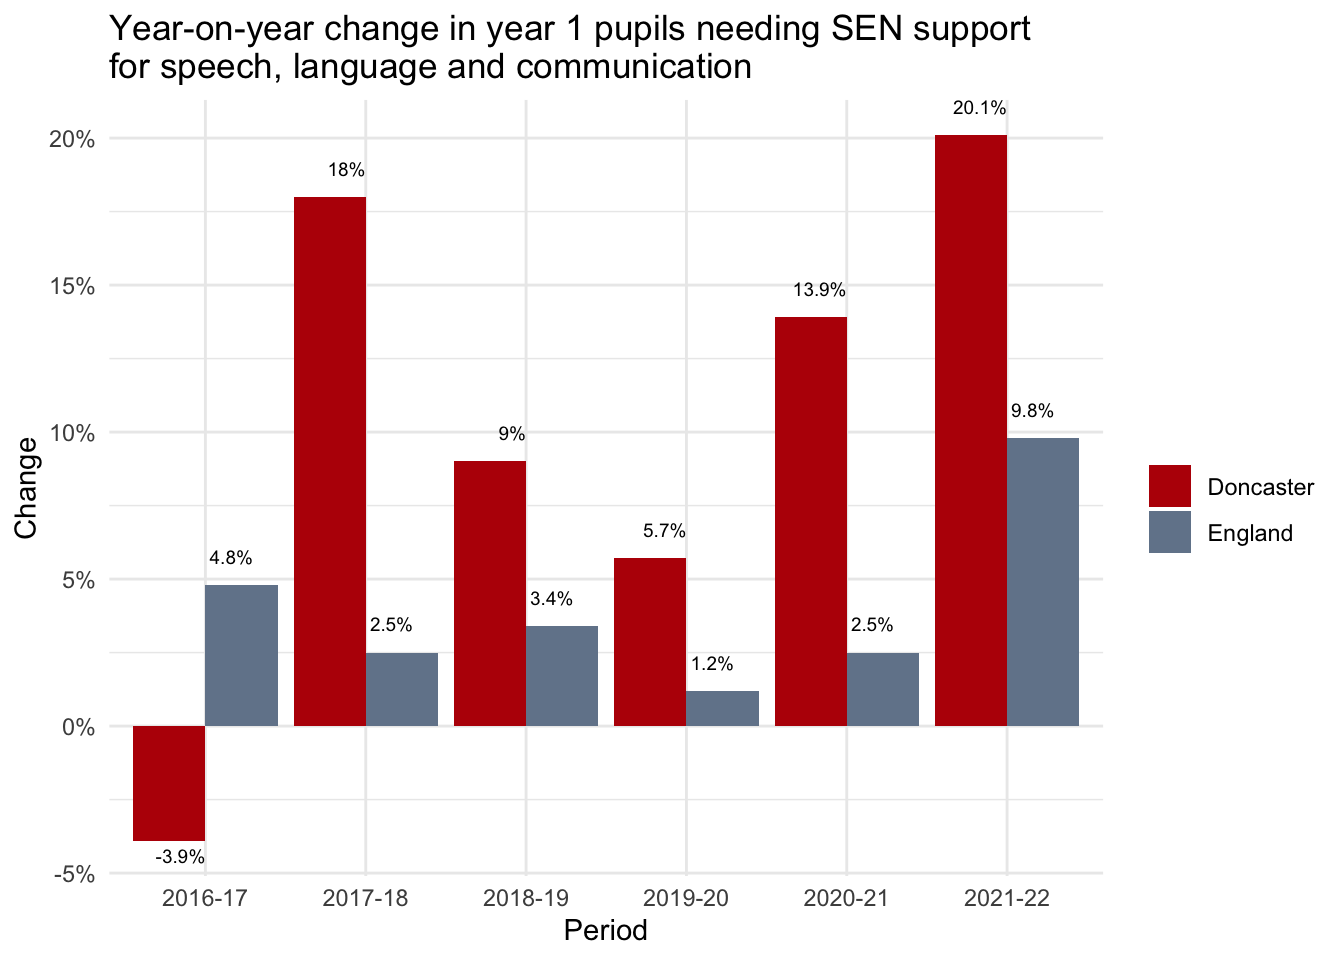 Year-on-year change in year 1 pupils needing SEN support
for speech, language and communication
20.1%
20%
18%
15%
13.9%
10%
9.8%
9%
Change
Doncaster
5.7%
England
4.8%
5%
3.4%
2.5%
2.5%
1.2%
0%
-3.9%
-5%
2016-17 2017-18 2018-19 2019-20 2020-21 2021-22
Period